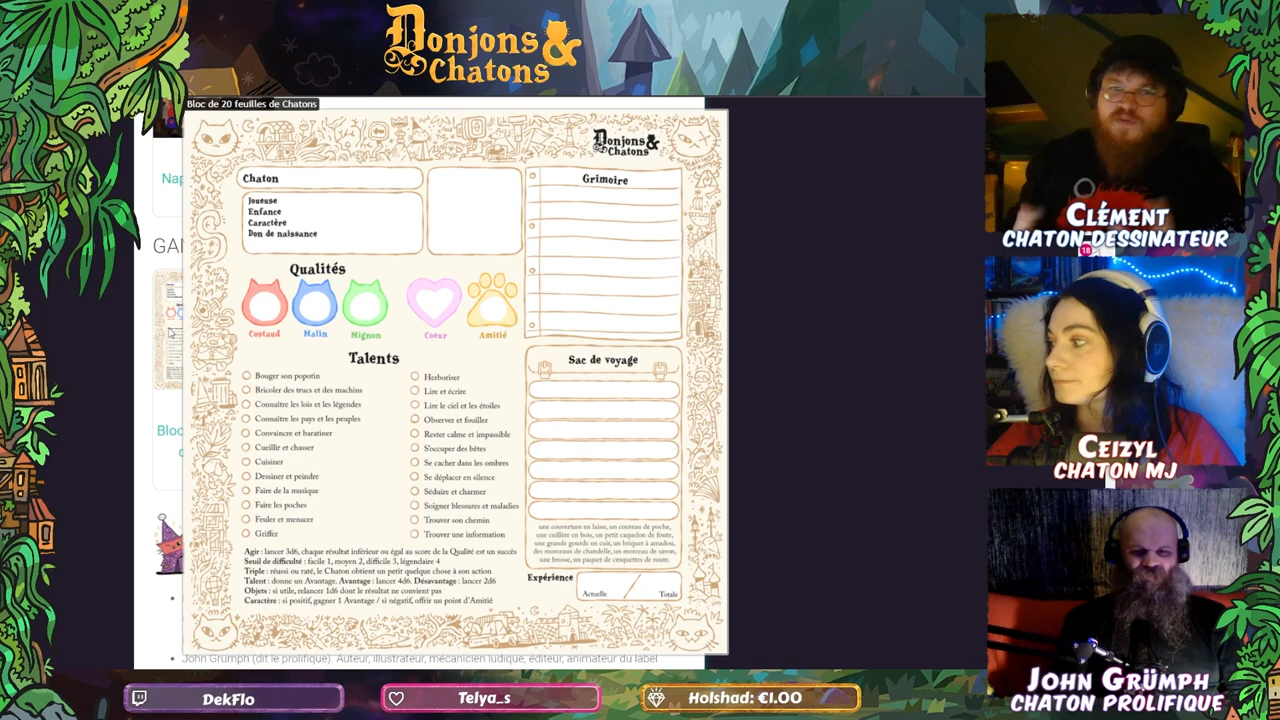 Donjons &
Chatons
Bloc de 20 feuilles de Chatons
Donjons &
Chatons
Chaton
Joueuse
Enfance
Caractère
Don de naissance
Grimoire
Qualités
Costaud
Malin
Mignon
Coeur
Amitié
Talents
Bouger son popotin
Bricoler des trucs et des machins
Connaître les lois et les légendes
Connaître les pays et les peuples
Convaincre et baratiner
Cueillir et chasser
Cuisiner
Dessiner et peindre
Faire de la musique
Faire les poches
Feuler et menacer
Griffer
Herboriser
Lire et écrire
Lire le ciel et les étoiles
Observer et fouiller
Rester calme et impassible
S'occuper des bêtes
Se cacher dans les ombres
Se déplacer en silence
Séduire et charmer
Soigner blessures et maladies
Trouver son chemin
Trouver une information
Sac de voyage
une couverture en laine, un couteau de poche,
une cuillère en bois, un petit caquelon de fonte,
une grande gourde en cuir, un briquet à amadou,
des morceaux de chandelle, un morceau de savon,
une brosse, un paquet de croquettes de route.
Agir : lancer 3d6, chaque résultat inférieur ou égal au score de la Qualité est un succès
Seuil de difficulté : facile 1, moyen 2, difficile 3, légendaire 4
Triple : réussi ou raté, le Chaton obtient un petit quelque chose à son action
Talent : donne un Avantage. Avantage : lancer 4d6. Désavantage : lancer 2d6
Objets : si utile, relancer 1d6 dont le résultat ne convient pas
Caractère : si positif, gagner 1 Avantage / si négatif, offrir un point d'Amitié
Expérience
Actuelle
Totale
Nap
GAI
Bloc
John Grumph (dit le prolifique). Auteur, illustrateur, mécanicien ludique, éditeur, animateur du label
Clément
Chaton dessinateur
18
Ceizyl
Chaton MJ
John Grümph
Chaton prolifique
DekFlo
Telya_s
Holshad: €1.00